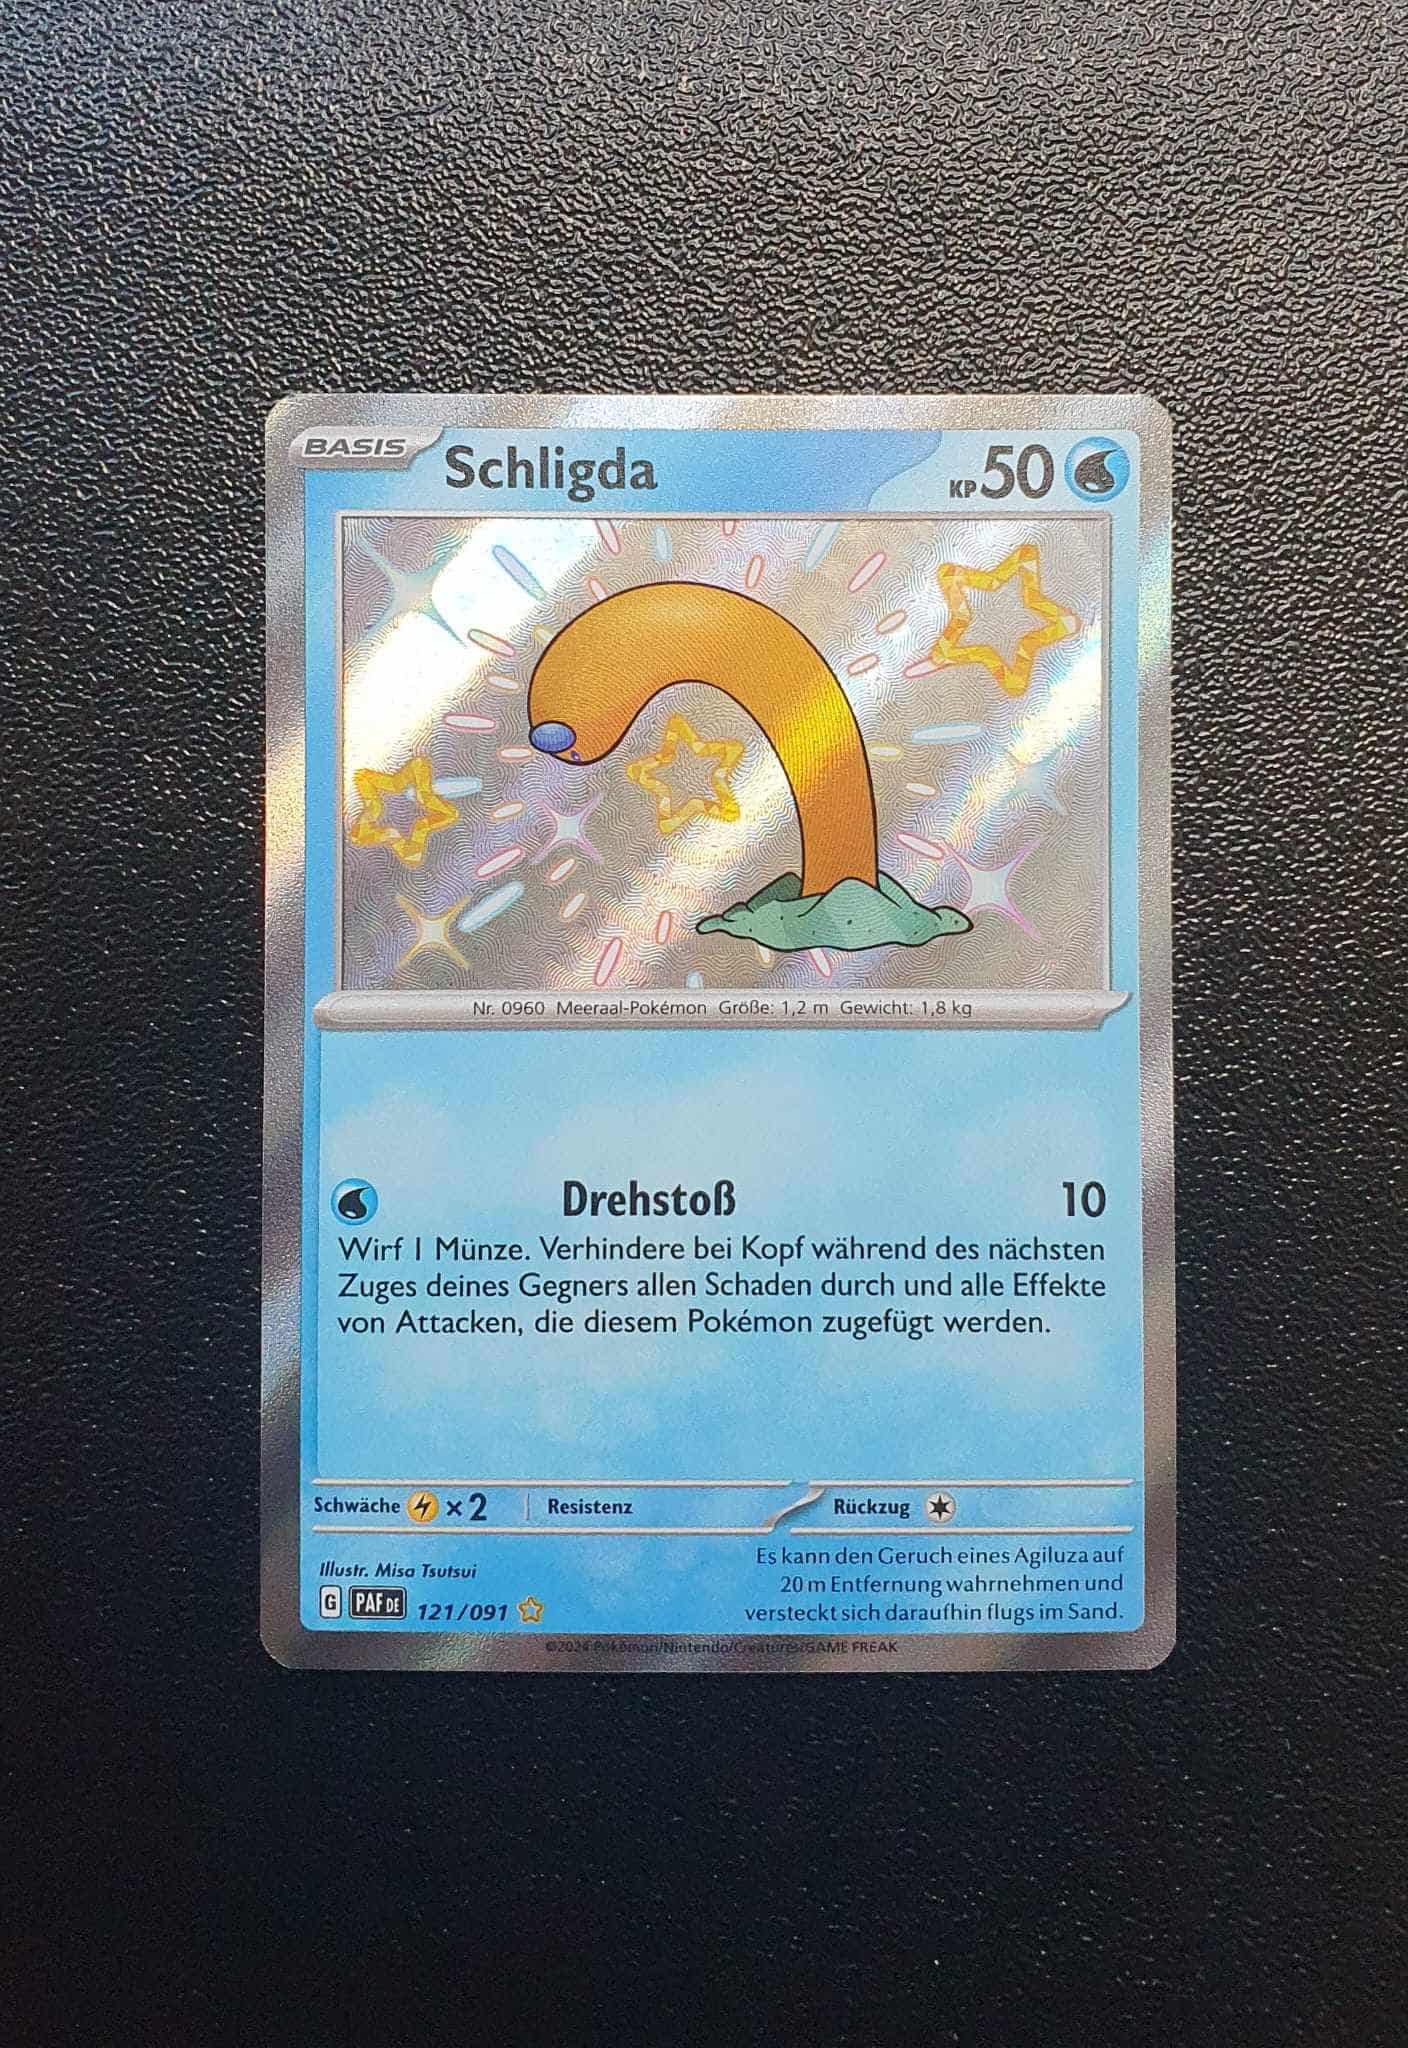 BASIS Schligda KP 50
Nr. 0960 Meeraal-Pokémon Größe: 1,2 m Gewicht: 1,8 kg
Drehstoß 10
Wirf 1 Münze. Verhindere bei Kopf während des nächsten
Zuges deines Gegners allen Schaden durch und alle Effekte
von Attacken, die diesem Pokémon zugefügt werden.
Schwäche ×2 Resistenz Rückzug
Illustr. Misa Tsutsui
G PAF DE 121/091
Es kann den Geruch eines Agiluza auf
20 m Entfernung wahrnehmen und
versteckt sich daraufhin flugs im Sand.
©2024 Pokémon/Nintendo/Creatures/GAME FREAK